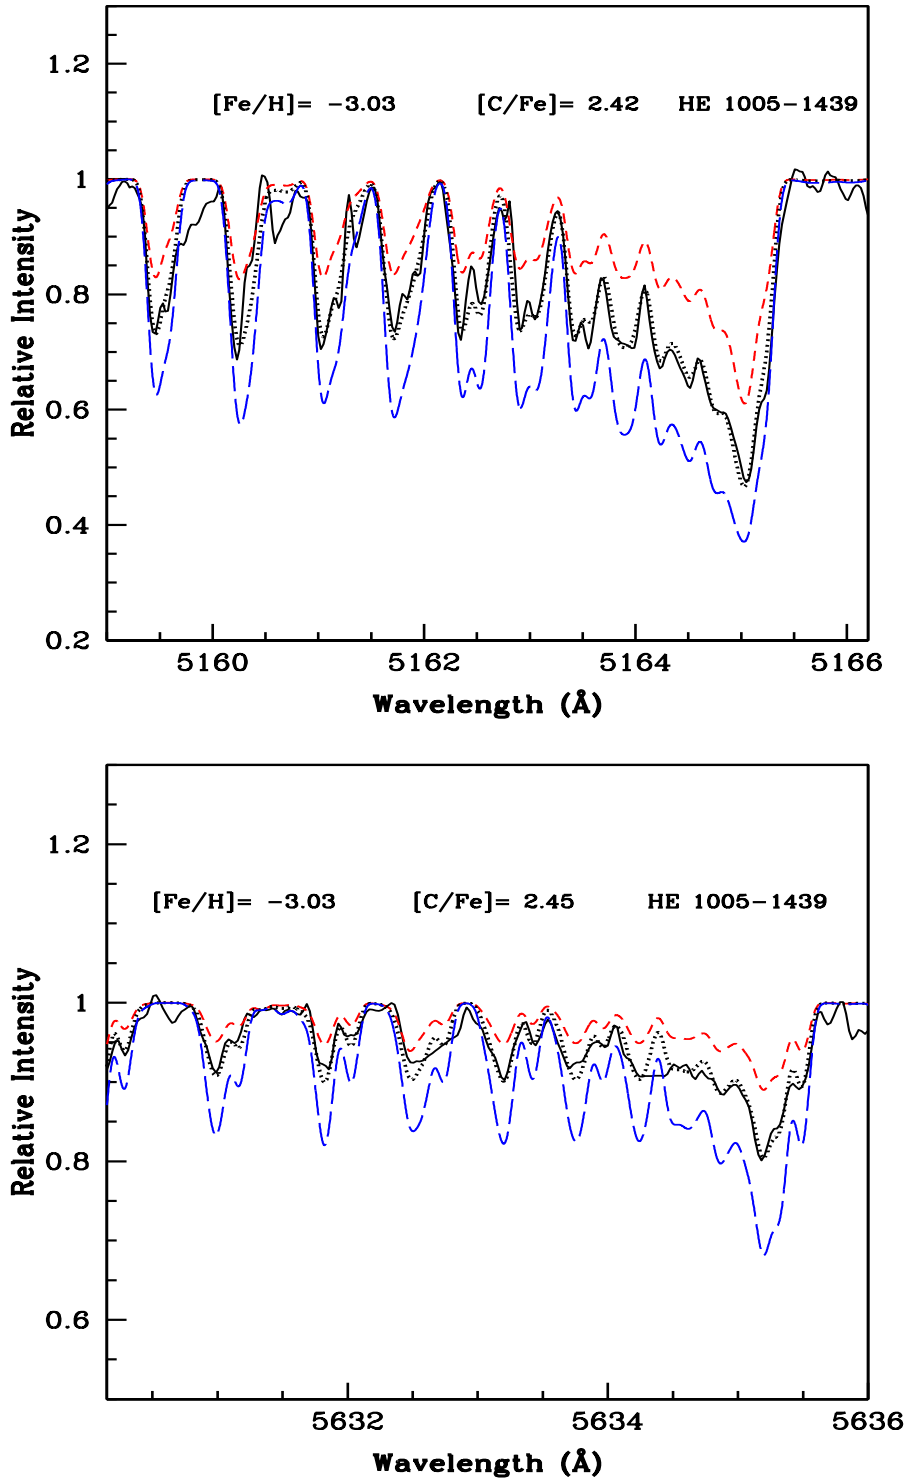 1.2
[Fe/H]= −3.03 [C/Fe]= 2.42 HE 1005−1439
1
0.8
0.6
0.4
0.2
Relative Intensity
5160 5162 5164 5166
Wavelength (Å)
1.2
[Fe/H]= −3.03 [C/Fe]= 2.45 HE 1005−1439
1
0.8
0.6
Relative Intensity
5632 5634 5636
Wavelength (Å)